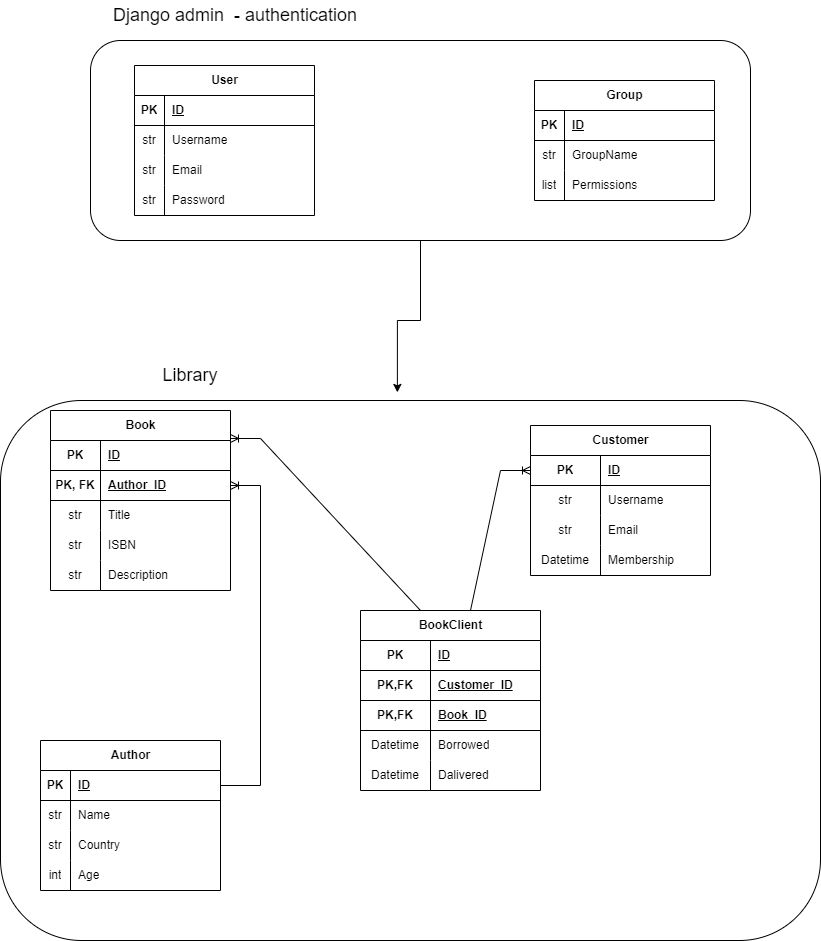 Django admin  - authentication
User
PK ID
str Username
str Email
str Password
Group
PK ID
str GroupName
list Permissions
Library
Book
PK ID
PK, FK Author_ID
str Title
str ISBN
str Description
Customer
PK ID
str Username
str Email
Datetime Membership
BookClient
PK ID
PK,FK Customer_ID
PK,FK Book_ID
Datetime Borrowed
Datetime Dalivered
Author
PK ID
str Name
str Country
int Age